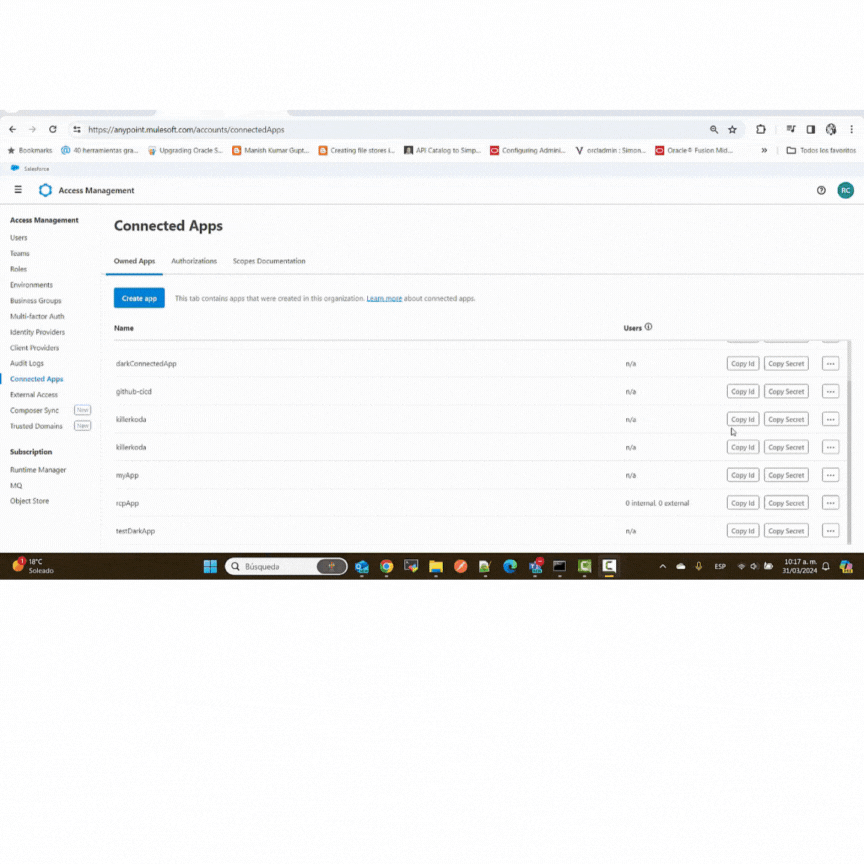 https://anypoint.mulesoft.com/accounts/connectedApps
Bookmarks 40 herramientas gra... Upgrading Oracle S... Manish Kumar Gupt... Creating file stores i... API Catalog to Simp... Configuring Admini... orcladmin : Simon... Oracle® Fusion Mid... » Todos los favoritos
Salesforce
Access Management RC
Access Management
Users
Teams
Roles
Environments
Business Groups
Multi-factor Auth
Identity Providers
Client Providers
Audit Logs
Connected Apps
External Access
Composer Sync New
Trusted Domains New
Subscription
Runtime Manager
MQ
Object Store
Connected Apps
Owned Apps Authorizations Scopes Documentation
Create app This tab contains apps that were created in this organization. Learn more about connected apps.
Name Users
darkConnectedApp n/a Copy Id Copy Secret ...
github-cicd n/a Copy Id Copy Secret ...
killerkoda n/a Copy Id Copy Secret ...
killerkoda n/a Copy Id Copy Secret ...
myApp n/a Copy Id Copy Secret ...
rcpApp 0 internal, 0 external Copy Id Copy Secret ...
testDarkApp n/a Copy Id Copy Secret ...
1 18°C
Soleado
Búsqueda
ESP
10:17 a. m.
31/03/2024